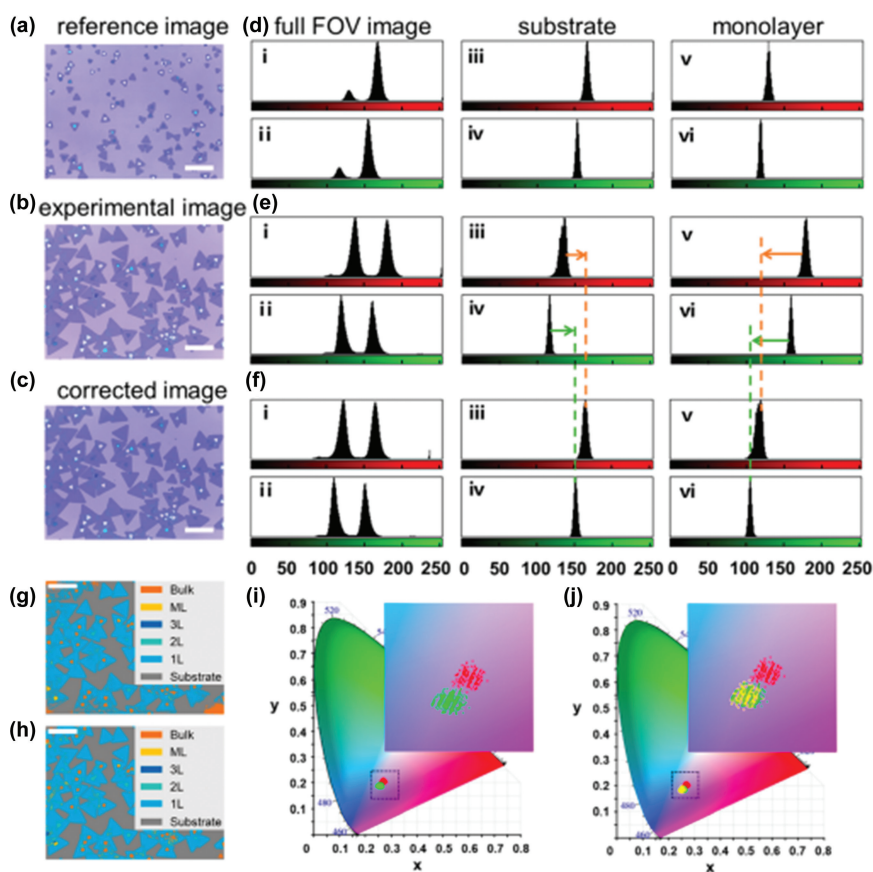 (a) reference image (d) full FOV image substrate monolayer
i iii v
ii iv vi
(b) experimental image (e)
i iii v
ii iv vi
(c) corrected image (f)
i iii v
ii iv vi
0 50 100 150 200 250 0 50 100 150 200 250 0 50 100 150 200 250
(g)
Bulk
ML
3L
2L
1L
Substrate
(h)
Bulk
ML
3L
2L
1L
Substrate
(i)
0.9
0.8
0.7
0.6
0.5
0.4
0.3
0.2
0.1
y
520
480
460
0 0.1 0.2 0.3 0.4 0.5 0.6 0.7 0.8
x
(j)
0.9
0.8
0.7
0.6
0.5
0.4
0.3
0.2
0.1
y
520
480
460
0 0.1 0.2 0.3 0.4 0.5 0.6 0.7 0.8
x